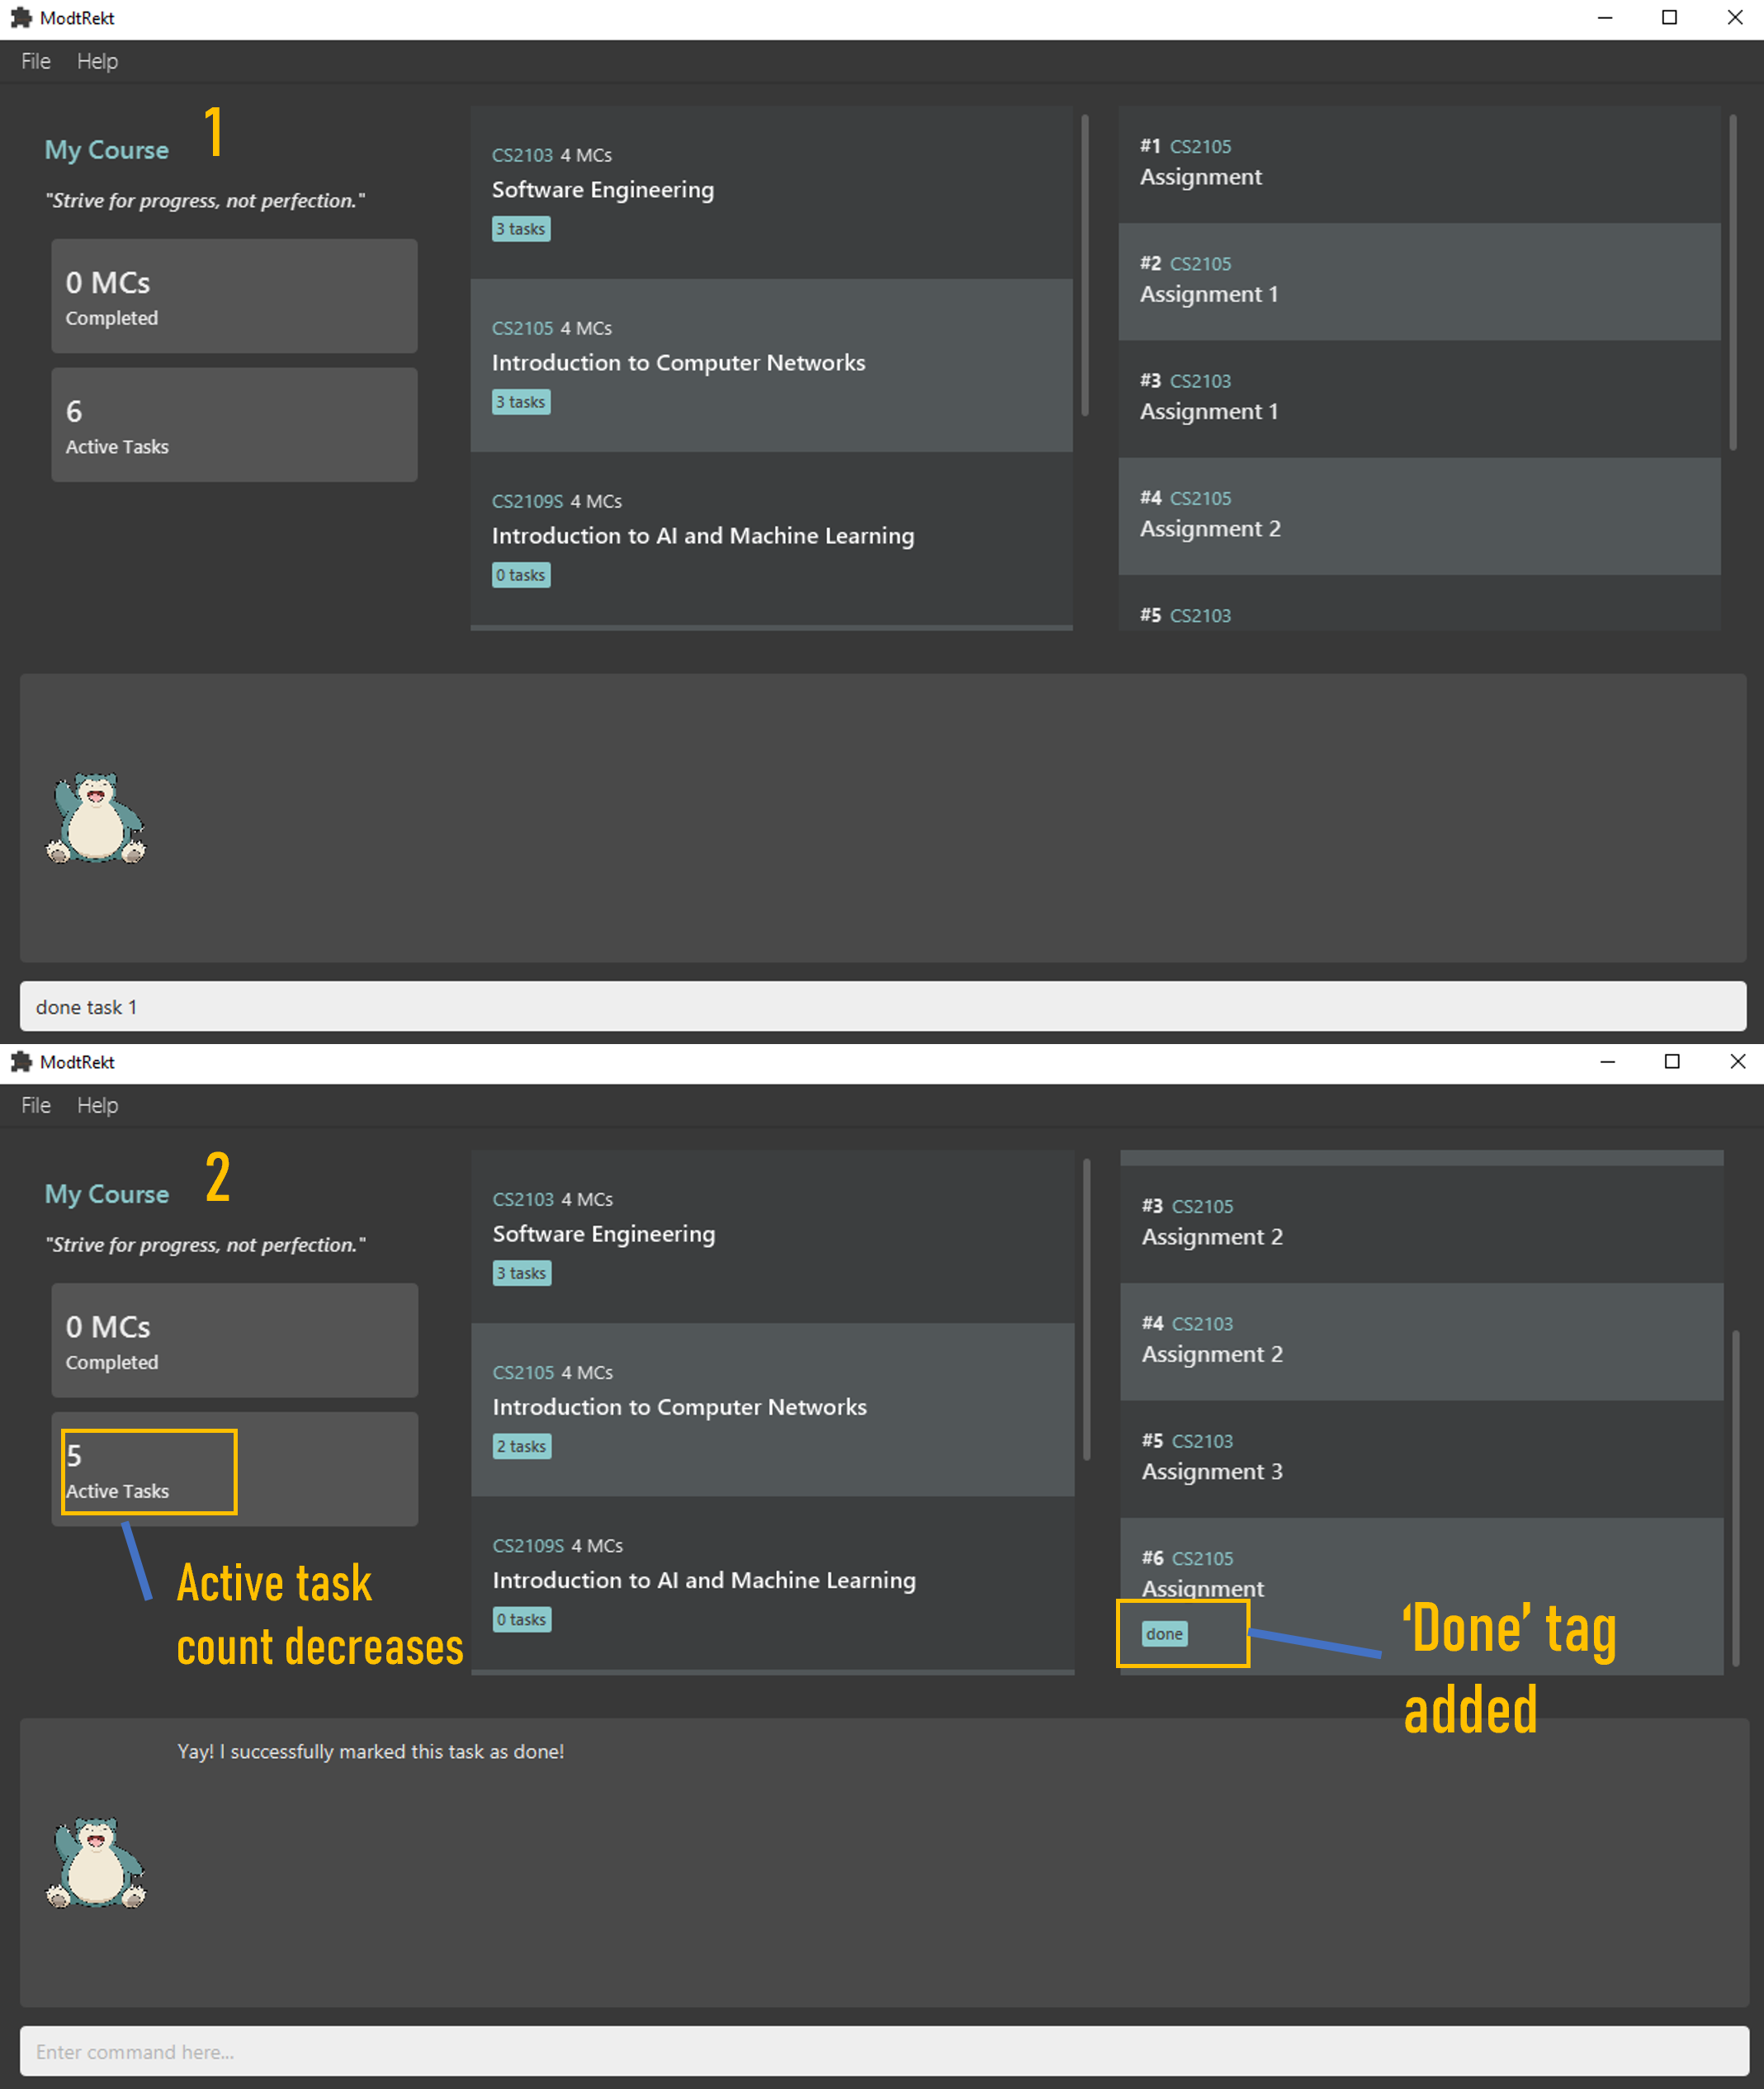 ModtRekt
File Help
My Course 1
"Strive for progress, not perfection."
0 MCs
Completed
6
Active Tasks
CS2103 4 MCs
Software Engineering
3 tasks
CS2105 4 MCs
Introduction to Computer Networks
3 tasks
CS2109S 4 MCs
Introduction to AI and Machine Learning
0 tasks
#1 CS2105
Assignment
#2 CS2105
Assignment 1
#3 CS2103
Assignment 1
#4 CS2105
Assignment 2
#5 CS2103
done task 1
ModtRekt
File Help
My Course 2
"Strive for progress, not perfection."
0 MCs
Completed
5
Active Tasks
Active task
count decreases
CS2103 4 MCs
Software Engineering
3 tasks
CS2105 4 MCs
Introduction to Computer Networks
2 tasks
CS2109S 4 MCs
Introduction to AI and Machine Learning
0 tasks
#3 CS2105
Assignment 2
#4 CS2103
Assignment 2
#5 CS2103
Assignment 3
#6 CS2105
Assignment
done
‘Done’ tag
added
Yay! I successfully marked this task as done!
Enter command here...